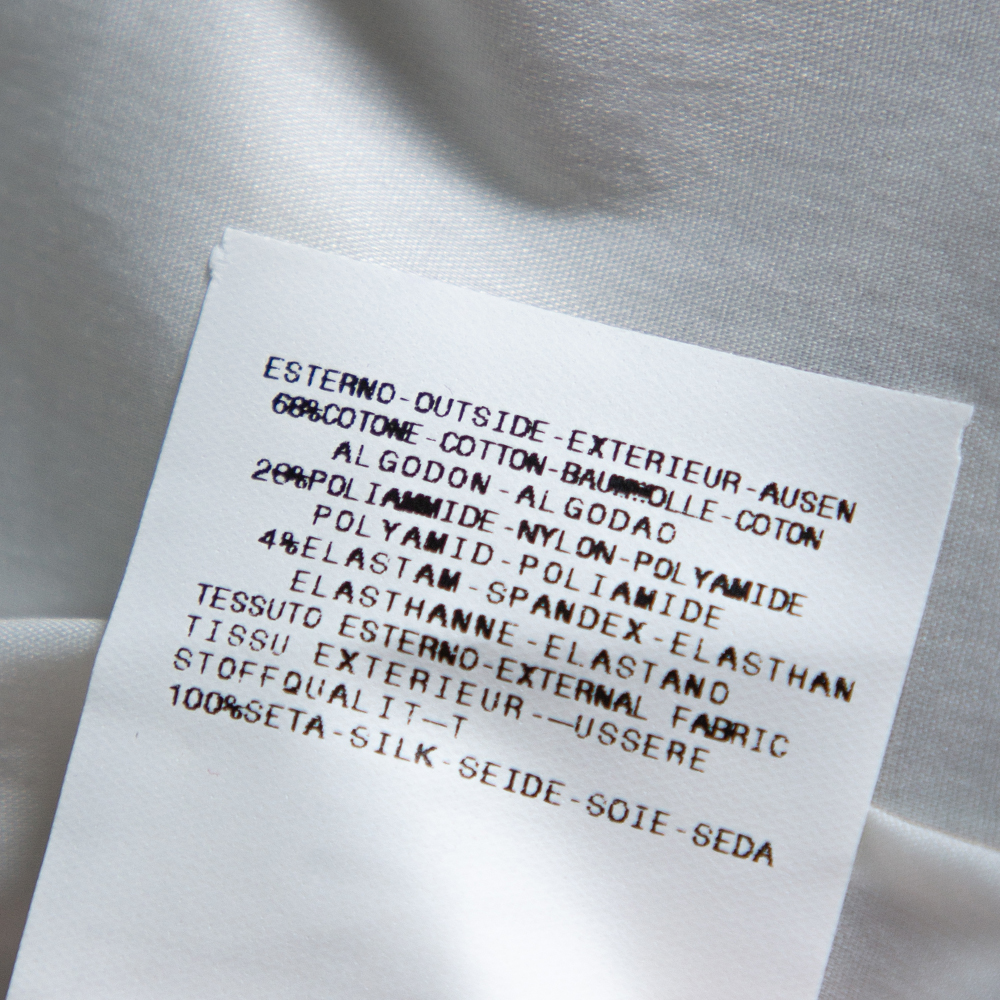 ESTERNO-OUTSIDE-EXTERIEUR-AUSEN
68%COTONE-COTTON-BAUMWOLLE-COTON
ALGODON-ALGODAO
28%POLIAMMIDE-NYLON-POLYAMIDE
POLYAMID-POLIAMIDE
4%ELASTAM-SPANDEX-ELASTHAN
ELASTHANNE-ELASTANO
TESSUTO ESTERNO-EXTERNAL FABRIC
TISSU EXTERIEUR-—USSERE
STOFFQUALIT—T
100%SETA-SILK-SEIDE-SOIE-SEDA